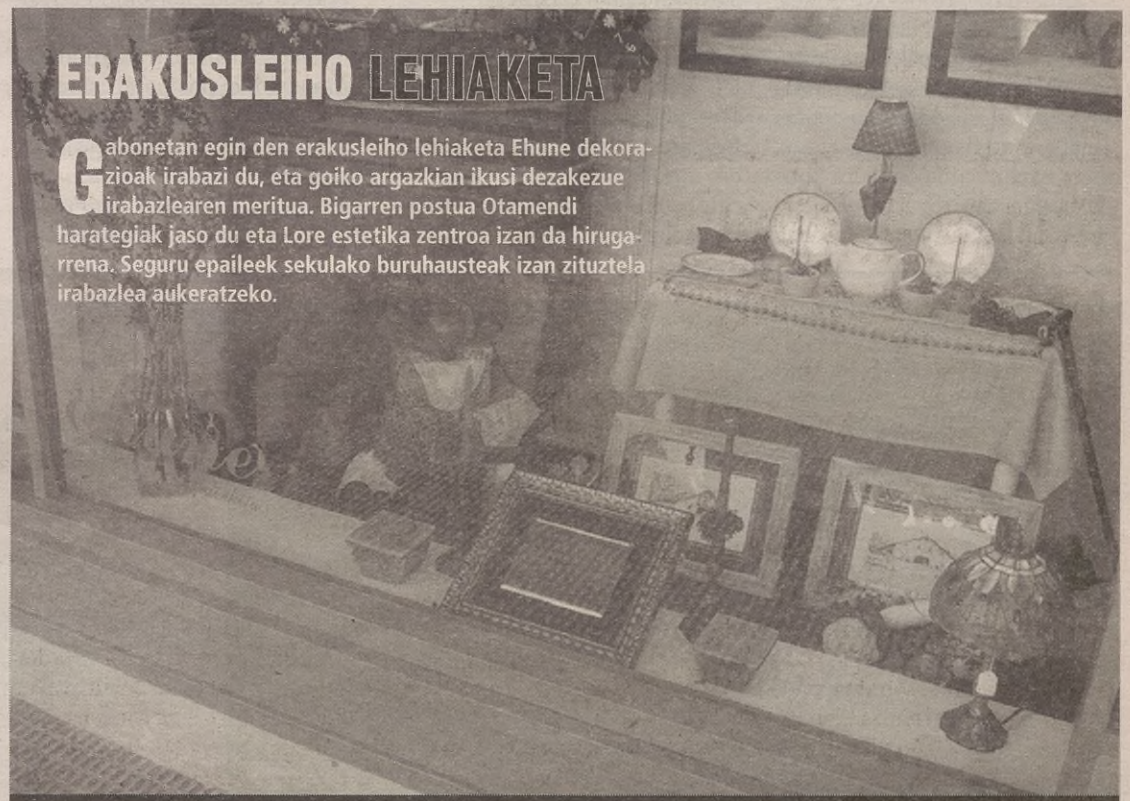 ERAKUSLEIHO LEHIAKETA
Gabonetan egin den erakusleiho lehiaketa Ehune dekora-
zioak irabazi du, eta goiko argazkian ikusi dezakezue
irabazlearen meritua. Bigarren postua Otamendi
harategiak jaso du eta Lore estetika zentroa izan da hiruga-
rrena. Seguru epaileek sekulako buruhausteak izan zituztela
irabazlea aukeratzeko.